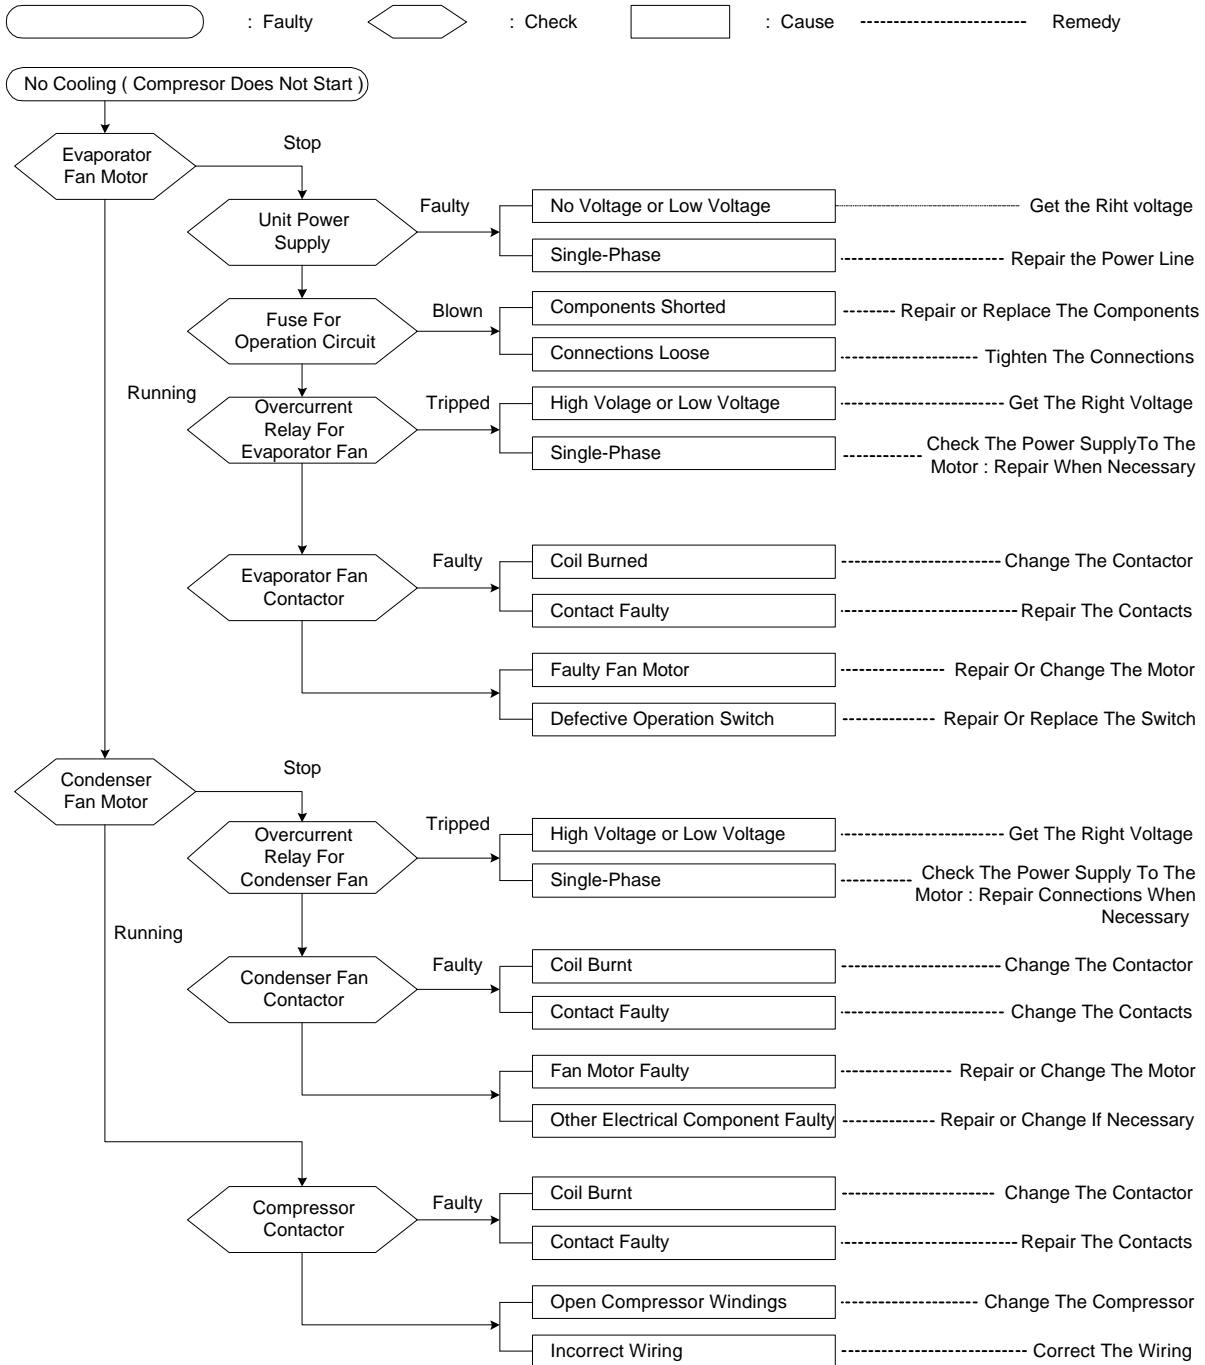 : Faulty
: Check
: Cause
Remedy
No Cooling ( Compresor Does Not Start )
Evaporator
Fan Motor
Stop
Unit Power
Supply
Faulty
No Voltage or Low Voltage
Get the Riht voltage
Single-Phase
Repair the Power Line
Fuse For
Operation Circuit
Blown
Components Shorted
Repair or Replace The Components
Connections Loose
Tighten The Connections
Running
Overcurrent
Relay For
Evaporator Fan
Tripped
High Volage or Low Voltage
Get The Right Voltage
Single-Phase
Check The Power SupplyTo The
Motor : Repair When Necessary
Evaporator Fan
Contactor
Faulty
Coil Burned
Change The Contactor
Contact Faulty
Repair The Contacts
Faulty Fan Motor
Repair Or Change The Motor
Defective Operation Switch
Repair Or Replace The Switch
Condenser
Fan Motor
Stop
Overcurrent
Relay For
Condenser Fan
Tripped
High Voltage or Low Voltage
Get The Right Voltage
Single-Phase
Check The Power Supply To The
Motor : Repair Connections When
Necessary
Running
Condenser Fan
Contactor
Faulty
Coil Burnt
Change The Contactor
Contact Faulty
Change The Contacts
Fan Motor Faulty
Repair or Change The Motor
Other Electrical Component Faulty
Repair or Change If Necessary
Compressor
Contactor
Faulty
Coil Burnt
Change The Contactor
Contact Faulty
Repair The Contacts
Open Compressor Windings
Change The Compressor
Incorrect Wiring
Correct The Wiring